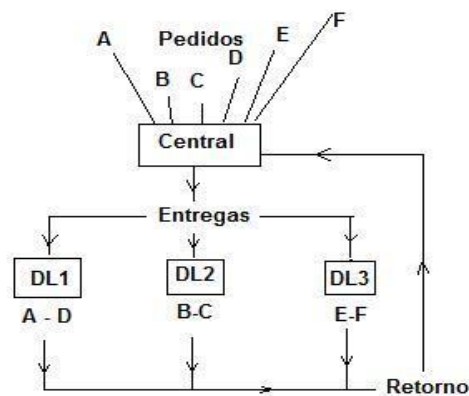 Pedidos
A
B
C
D
E
F
Central
Entregas
DL1
DL2
DL3
A - D
B-C
E-F
Retorno